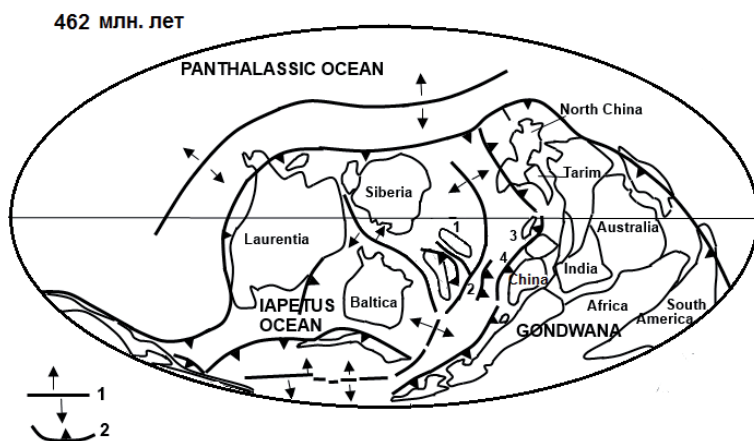 462 млн. лет
PANTHALASSIC OCEAN
North China
Tarim
Siberia
1
Laurentia
3
Australia
4
India
China
2
IAPETUS
OCEAN
Baltica
Africa
South
America
GONDWANA
1
2